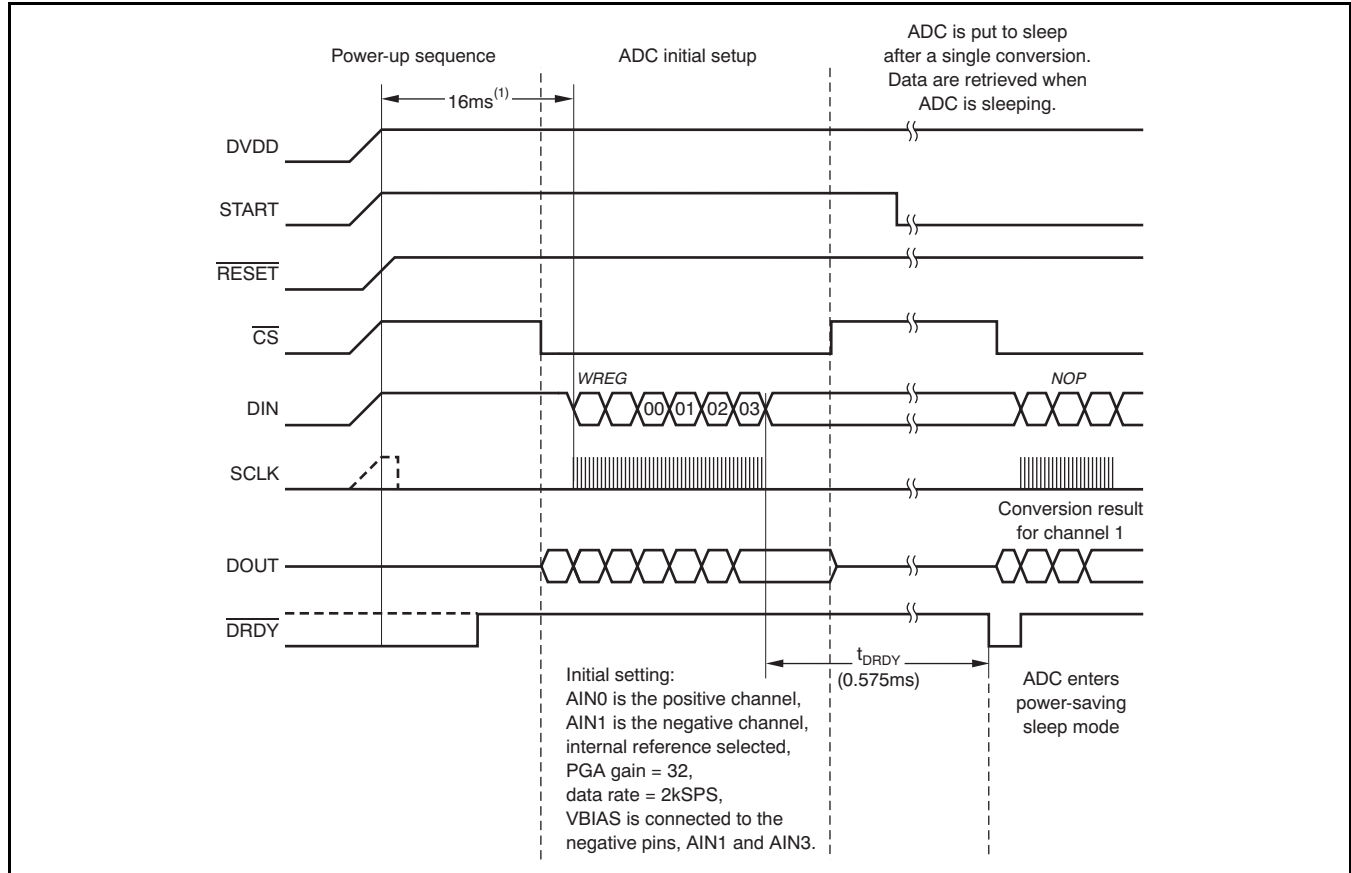 Power-up sequence
ADC initial setup
ADC is put to sleep
after a single conversion.
Data are retrieved when
ADC is sleeping.
16ms(1)
DVDD
START
RESET
CS
DIN
WREG
00 01 02 03
NOP
SCLK
Conversion result
for channel 1
DOUT
DRDY
tDRDY
(0.575ms)
Initial setting:
AIN0 is the positive channel,
AIN1 is the negative channel,
internal reference selected,
PGA gain = 32,
data rate = 2kSPS,
VBIAS is connected to the
negative pins, AIN1 and AIN3.
ADC enters
power-saving
sleep mode